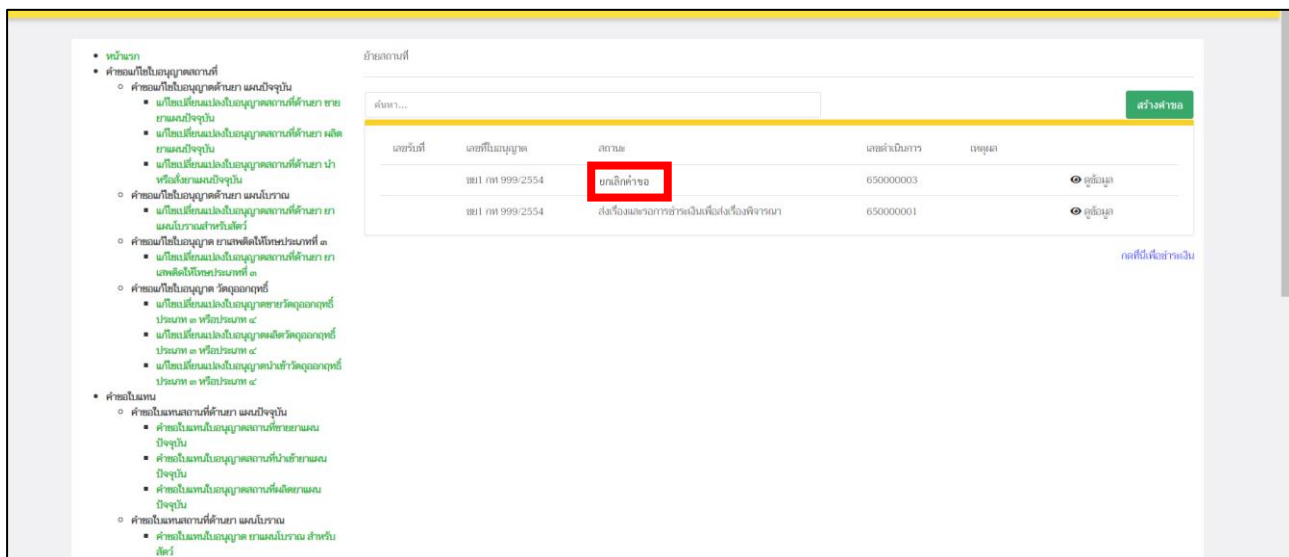 หน้าแรก
คำขอแก้ไขใบอนุญาตสถานที่
คำขอแก้ไขใบอนุญาตด้านยา แผนปัจจุบัน
แก้ไขเปลี่ยนแปลงใบอนุญาตสถานที่ด้านยา ขาย
ยาแผนปัจจุบัน
แก้ไขเปลี่ยนแปลงใบอนุญาตสถานที่ด้านยา ผลิต
ยาแผนปัจจุบัน
แก้ไขเปลี่ยนแปลงใบอนุญาตสถานที่ด้านยา นำ
หรือสั่งยาแผนปัจจุบัน
คำขอแก้ไขใบอนุญาตด้านยา แผนโบราณ
แก้ไขเปลี่ยนแปลงใบอนุญาตสถานที่ด้านยา ยา
แผนโบราณสำหรับสัตว์
คำขอแก้ไขใบอนุญาต ยาเสพติดให้โทษประเภทที่ ๓
แก้ไขเปลี่ยนแปลงใบอนุญาตสถานที่ด้านยา ยา
เสพติดให้โทษประเภทที่ ๓
คำขอแก้ไขใบอนุญาต วัตถุออกฤทธิ์
แก้ไขเปลี่ยนแปลงใบอนุญาตขายวัตถุออกฤทธิ์
ประเภท ๓ หรือประเภท ๔
แก้ไขเปลี่ยนแปลงใบอนุญาตผลิตวัตถุออกฤทธิ์
ประเภท ๓ หรือประเภท ๔
แก้ไขเปลี่ยนแปลงใบอนุญาตนำเข้าวัตถุออกฤทธิ์
ประเภท ๓ หรือประเภท ๔
คำขอใบแทน
คำขอใบแทนสถานที่ด้านยา แผนปัจจุบัน
คำขอใบแทนใบอนุญาตสถานที่ขายยาแผน
ปัจจุบัน
คำขอใบแทนใบอนุญาตสถานที่นำเข้ายาแผน
ปัจจุบัน
คำขอใบแทนใบอนุญาตสถานที่ผลิตยาแผน
ปัจจุบัน
คำขอใบแทนสถานที่ด้านยา แผนโบราณ
คำขอใบแทนใบอนุญาต ยาแผนโบราณ สำหรับ
สัตว์
ย้ายสถานที่
ค้นหา... สร้างคำขอ
เลขรับที่ เลขที่ใบอนุญาต สถานะ เลขดำเนินการ เหตุผล
ขย1 กท 999/2554 ยกเลิกคำขอ 650000003 ดูข้อมูล
ขย1 กท 999/2554 ส่งเรื่องและรอการชำระเงินเพื่อส่งเรื่องพิจารณา 650000001 ดูข้อมูล
กดที่นี่เพื่อชำระเงิน